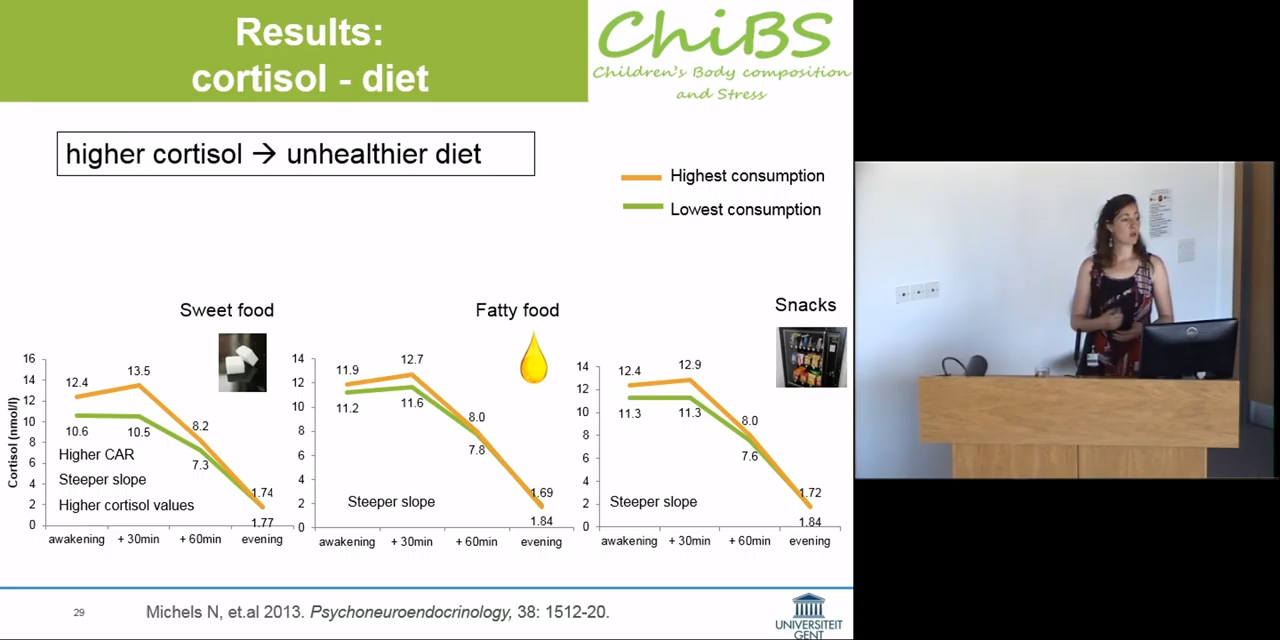 Results:
cortisol - diet
ChiBS
Children's Body composition
and Stress
higher cortisol → unhealthier diet
Highest consumption
Lowest consumption
Sweet food
Cortisol (nmol/l)
16
14
12
10
8
6
4
2
0
12.4
13.5
10.6
10.5
8.2
7.3
1.74
1.77
Higher CAR
Steeper slope
Higher cortisol values
awakening
+ 30min
+ 60min
evening
Fatty food
14
12
10
8
6
4
2
0
11.9
12.7
11.2
11.6
8.0
7.8
1.69
1.84
Steeper slope
awakening
+ 30min
+ 60min
evening
Snacks
14
12
10
8
6
4
2
0
12.4
12.9
11.3
11.3
8.0
7.6
1.72
1.84
Steeper slope
awakening
+ 30min
+ 60min
evening
29
Michels N, et.al 2013. Psychoneuroendocrinology, 38: 1512-20.
UNIVERSITEIT
GENT